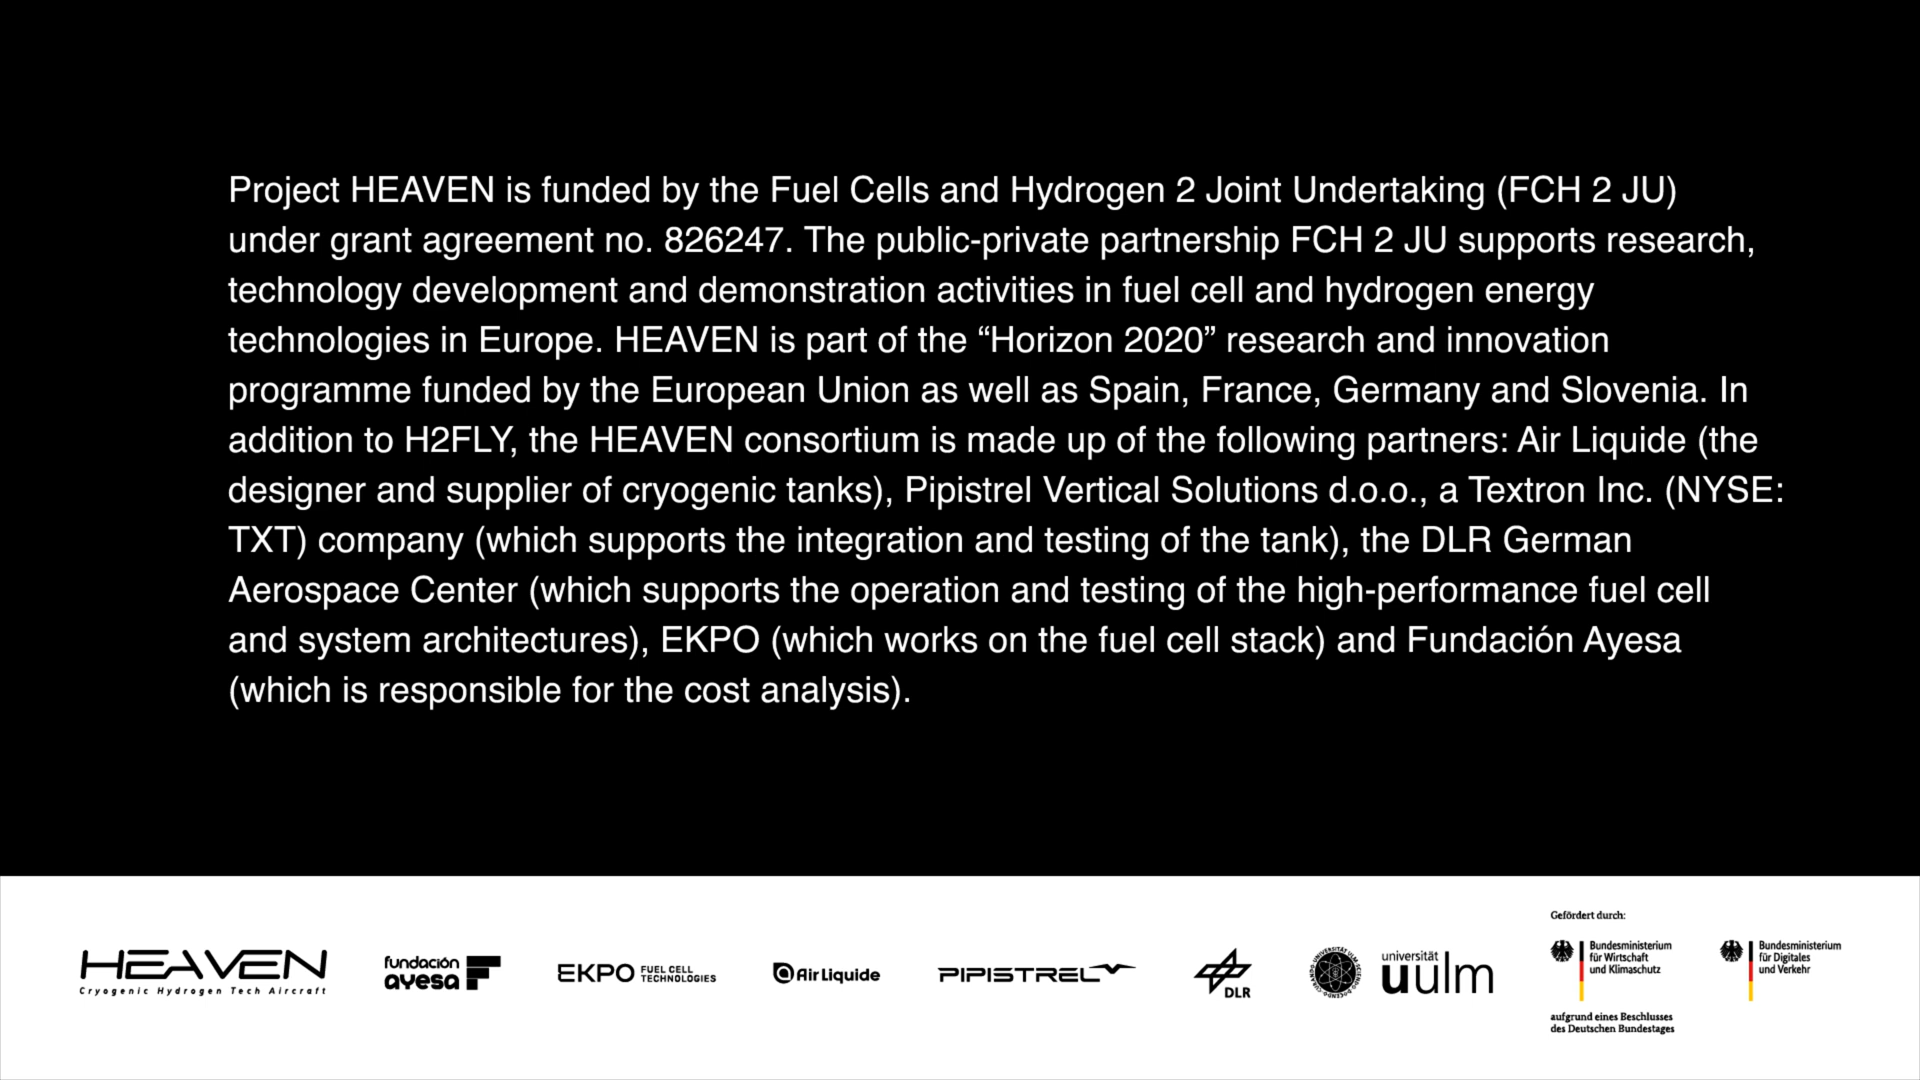 Project HEAVEN is funded by the Fuel Cells and Hydrogen 2 Joint Undertaking (FCH 2 JU)
under grant agreement no. 826247. The public-private partnership FCH 2 JU supports research,
technology development and demonstration activities in fuel cell and hydrogen energy
technologies in Europe. HEAVEN is part of the “Horizon 2020” research and innovation
programme funded by the European Union as well as Spain, France, Germany and Slovenia. In
addition to H2FLY, the HEAVEN consortium is made up of the following partners: Air Liquide (the
designer and supplier of cryogenic tanks), Pipistrel Vertical Solutions d.o.o., a Textron Inc. (NYSE:
TXT) company (which supports the integration and testing of the tank), the DLR German
Aerospace Center (which supports the operation and testing of the high-performance fuel cell
and system architectures), EKPO (which works on the fuel cell stack) and Fundación Ayesa
(which is responsible for the cost analysis).
HEAVEN
Cryogenic Hydrogen Tech Aircraft
fundación
ayesa
EKPO FUEL CELL
TECHNOLOGIES
Air Liquide
PIPISTREL
DLR
universität
uulm
Gefördert durch:
Bundesministerium
für Wirtschaft
und Klimaschutz
aufgrund eines Beschlusses
des Deutschen Bundestages
Bundesministerium
für Digitales
und Verkehr